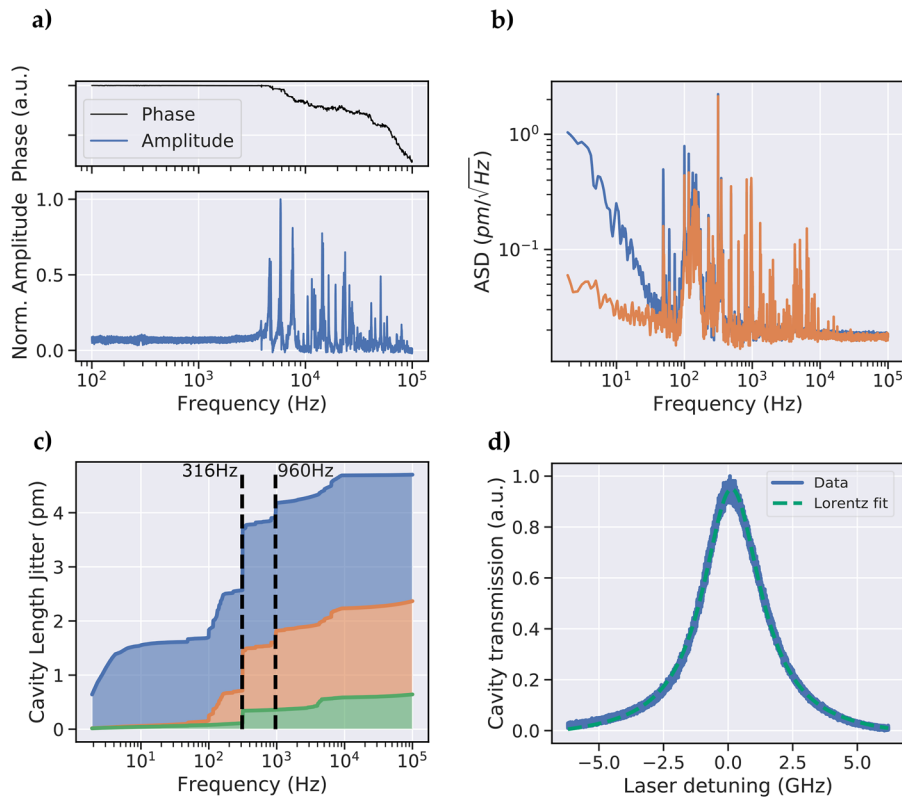 a)
Phase (a.u.)
Phase
Amplitude
Norm. Amplitude
1.0
0.5
0.0
10² 10³ 10⁴ 10⁵
Frequency (Hz)
b)
ASD (pm/√Hz)
10⁰
10⁻¹
10¹ 10² 10³ 10⁴ 10⁵
Frequency (Hz)
c)
316Hz 960Hz
Cavity Length Jitter (pm)
4
3
2
1
0
10¹ 10² 10³ 10⁴ 10⁵
Frequency (Hz)
d)
Cavity transmission (a.u.)
Data
Lorentz fit
1.0
0.8
0.6
0.4
0.2
0.0
−5.0 −2.5 0.0 2.5 5.0
Laser detuning (GHz)